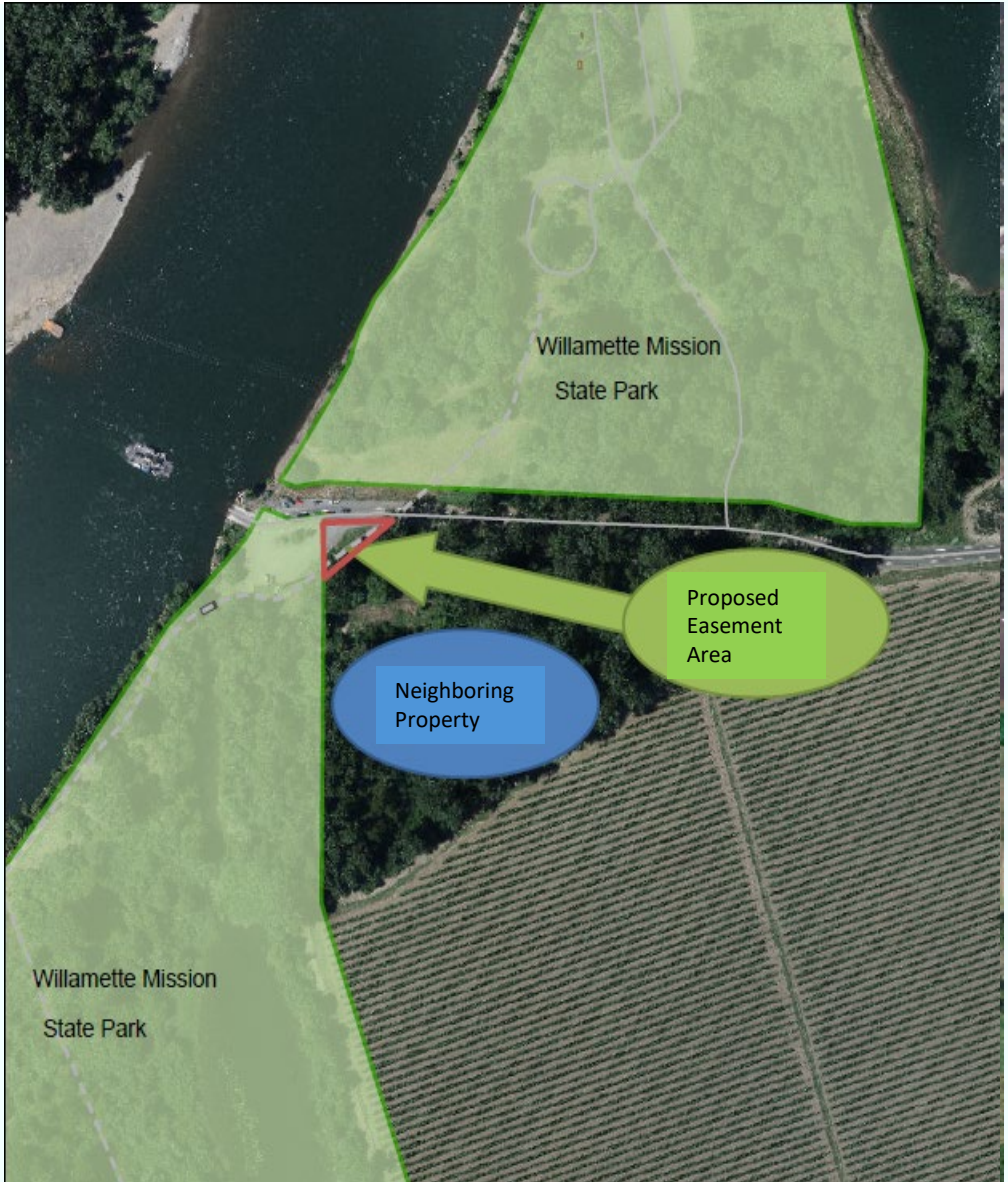 Willamette Mission
State Park
Proposed
Easement
Area
Neighboring
Property
Willamette Mission
State Park